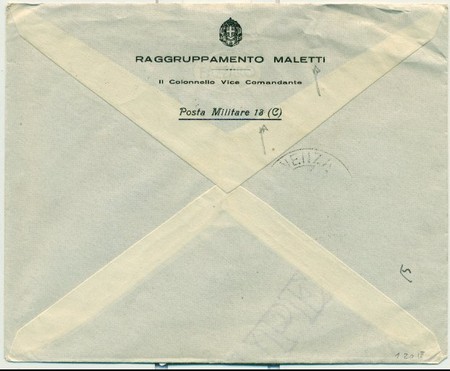 RAGGRUPPAMENTO MALETTI
Il Colonnello Vice Comandante
Posta Militare 18 (C)